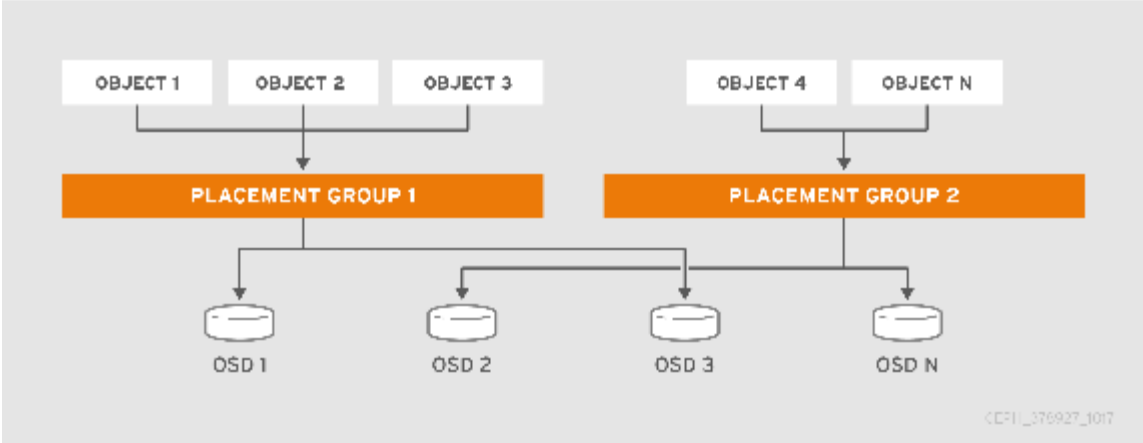 OBJECT 1 OBJECT 2 OBJECT 3 OBJECT 4 OBJECT N
PLACEMENT GROUP 1 PLACEMENT GROUP 2
OSD 1 OSD 2 OSD 3 OSD N